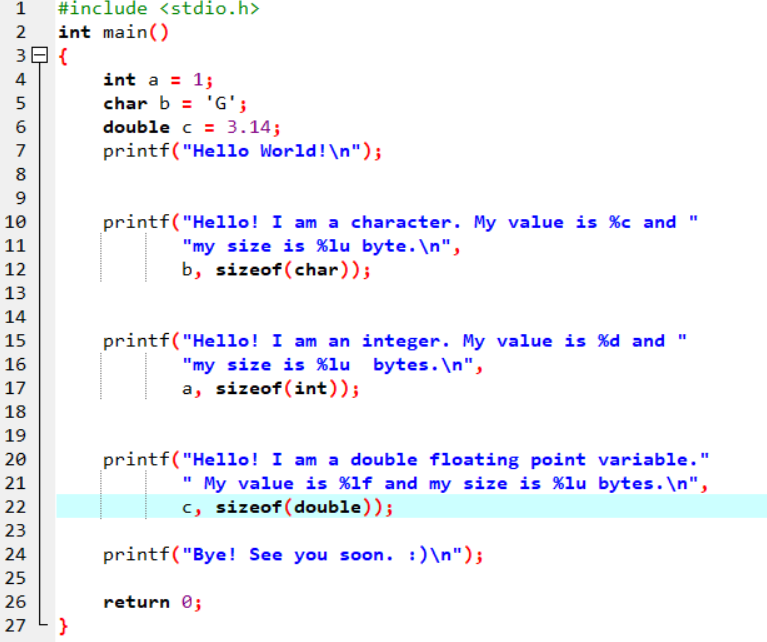 1 #include <stdio.h>
2 int main()
3 {
4     int a = 1;
5     char b = 'G';
6     double c = 3.14;
7     printf("Hello World!\n");
8
9
10     printf("Hello! I am a character. My value is %c and "
11            "my size is %lu byte.\n",
12            b, sizeof(char));
13
14
15     printf("Hello! I am an integer. My value is %d and "
16            "my size is %lu  bytes.\n",
17            a, sizeof(int));
18
19
20     printf("Hello! I am a double floating point variable."
21            " My value is %lf and my size is %lu bytes.\n",
22            c, sizeof(double));
23
24     printf("Bye! See you soon. :)\n");
25
26     return 0;
27 }